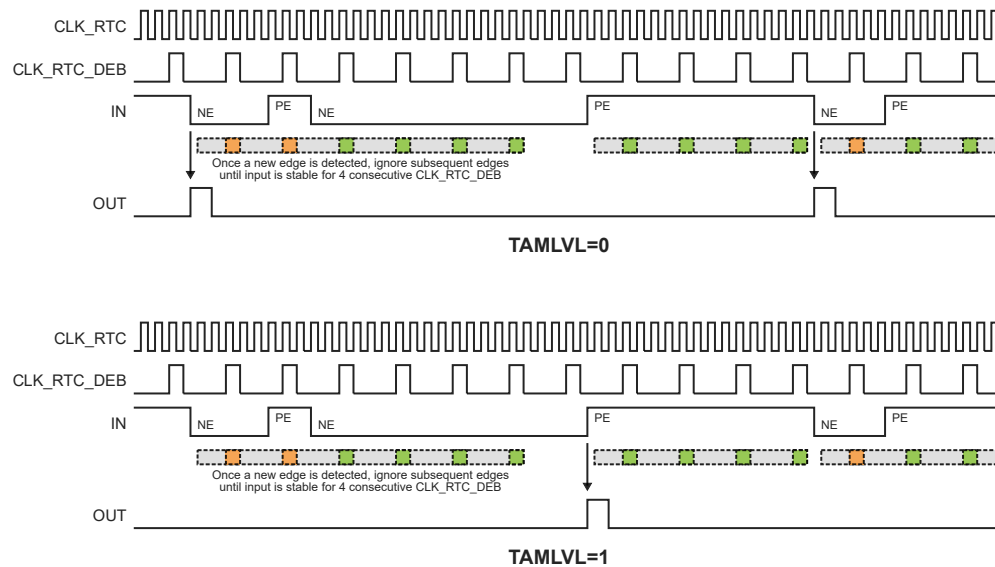 CLK_RTC
CLK_RTC_DEB
IN
NE
PE
NE
PE
NE
PE
Once a new edge is detected, ignore subsequent edges
until input is stable for 4 consecutive CLK_RTC_DEB
OUT
TAMLVL=0
CLK_RTC
CLK_RTC_DEB
IN
NE
PE
NE
PE
NE
PE
Once a new edge is detected, ignore subsequent edges
until input is stable for 4 consecutive CLK_RTC_DEB
OUT
TAMLVL=1